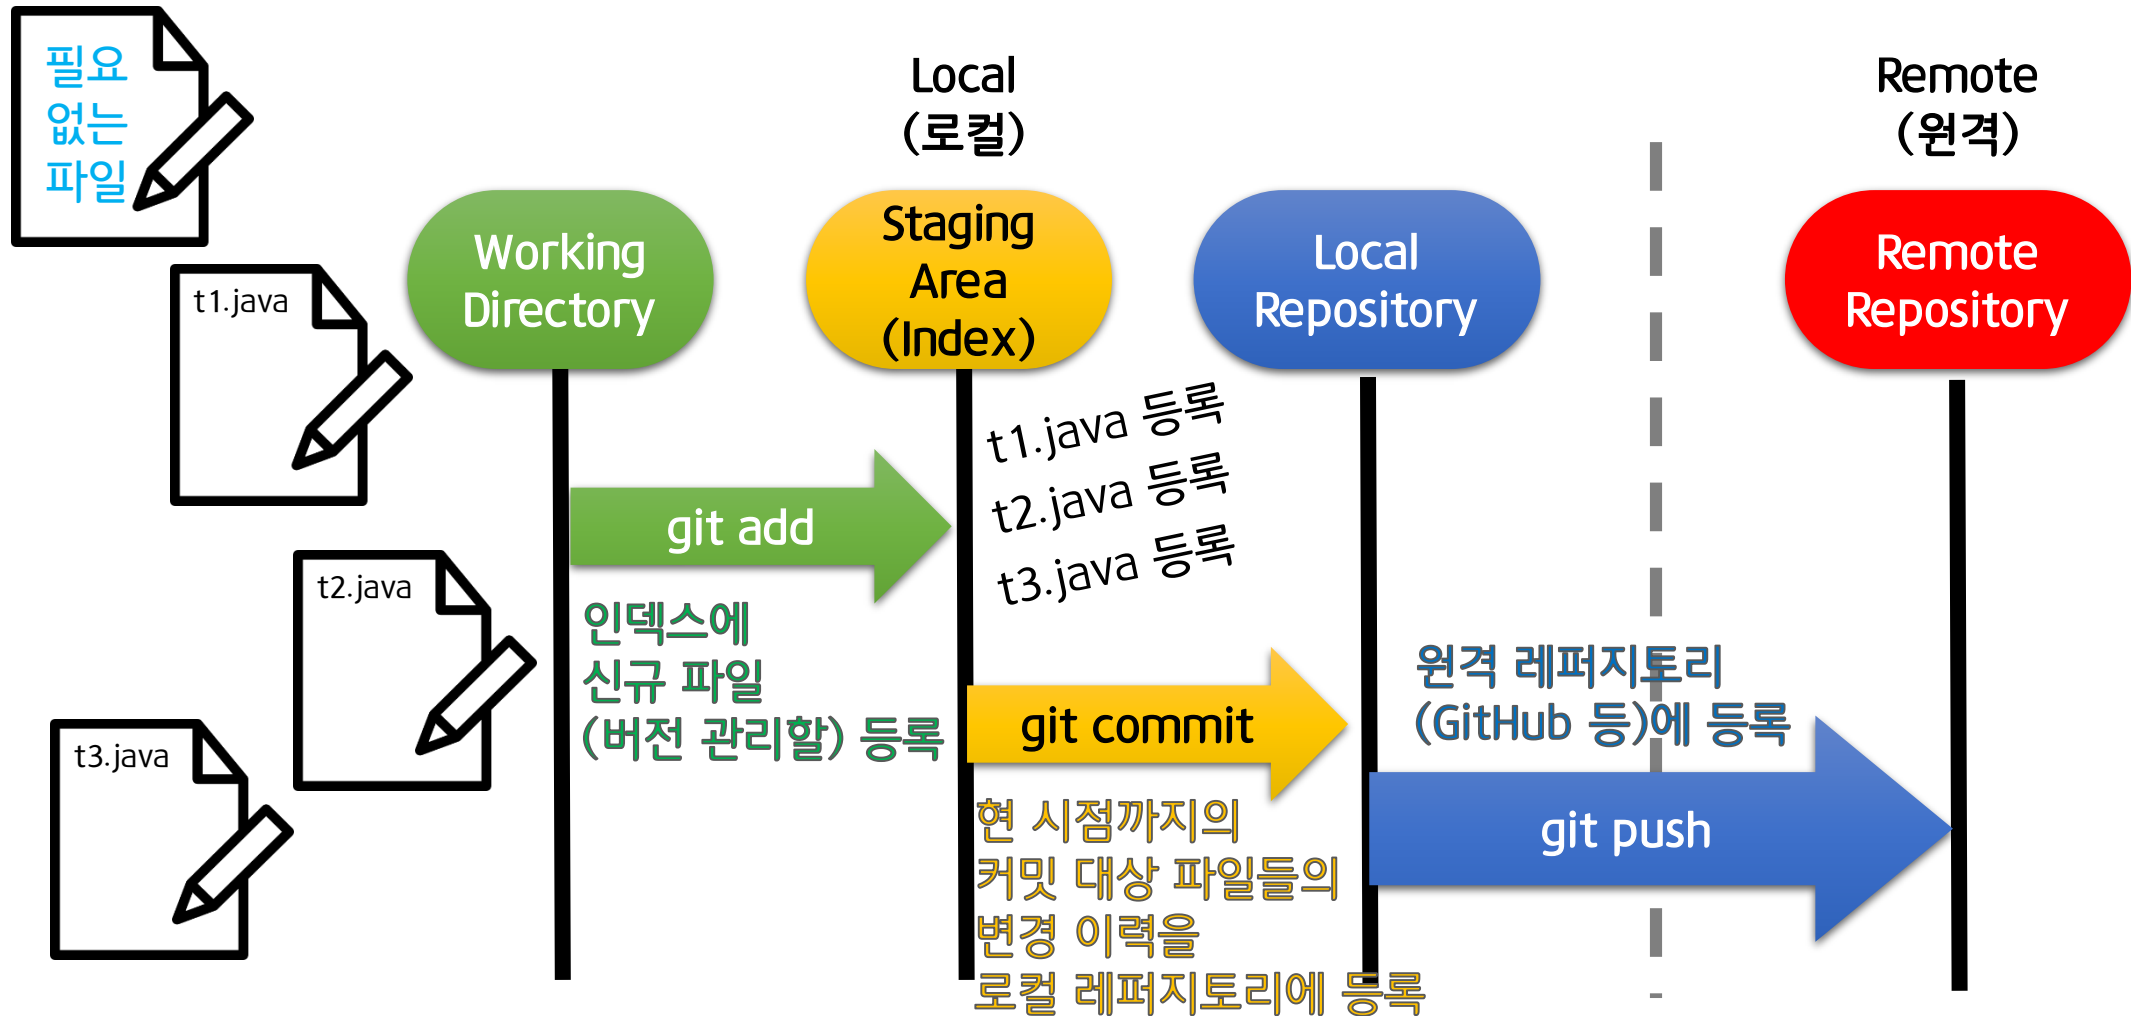 필요
없는
파일
t1.java
t2.java
t3.java
Local
(로컬)
Remote
(원격)
Working
Directory
Staging
Area
(Index)
Local
Repository
Remote
Repository
t1.java 등록
t2.java 등록
t3.java 등록
git add
인덱스에
신규 파일
(버전 관리할) 등록
git commit
현 시점까지의
커밋 대상 파일들의
변경 이력을
로컬 레퍼지토리에 등록
원격 레퍼지토리
(GitHub 등)에 등록
git push